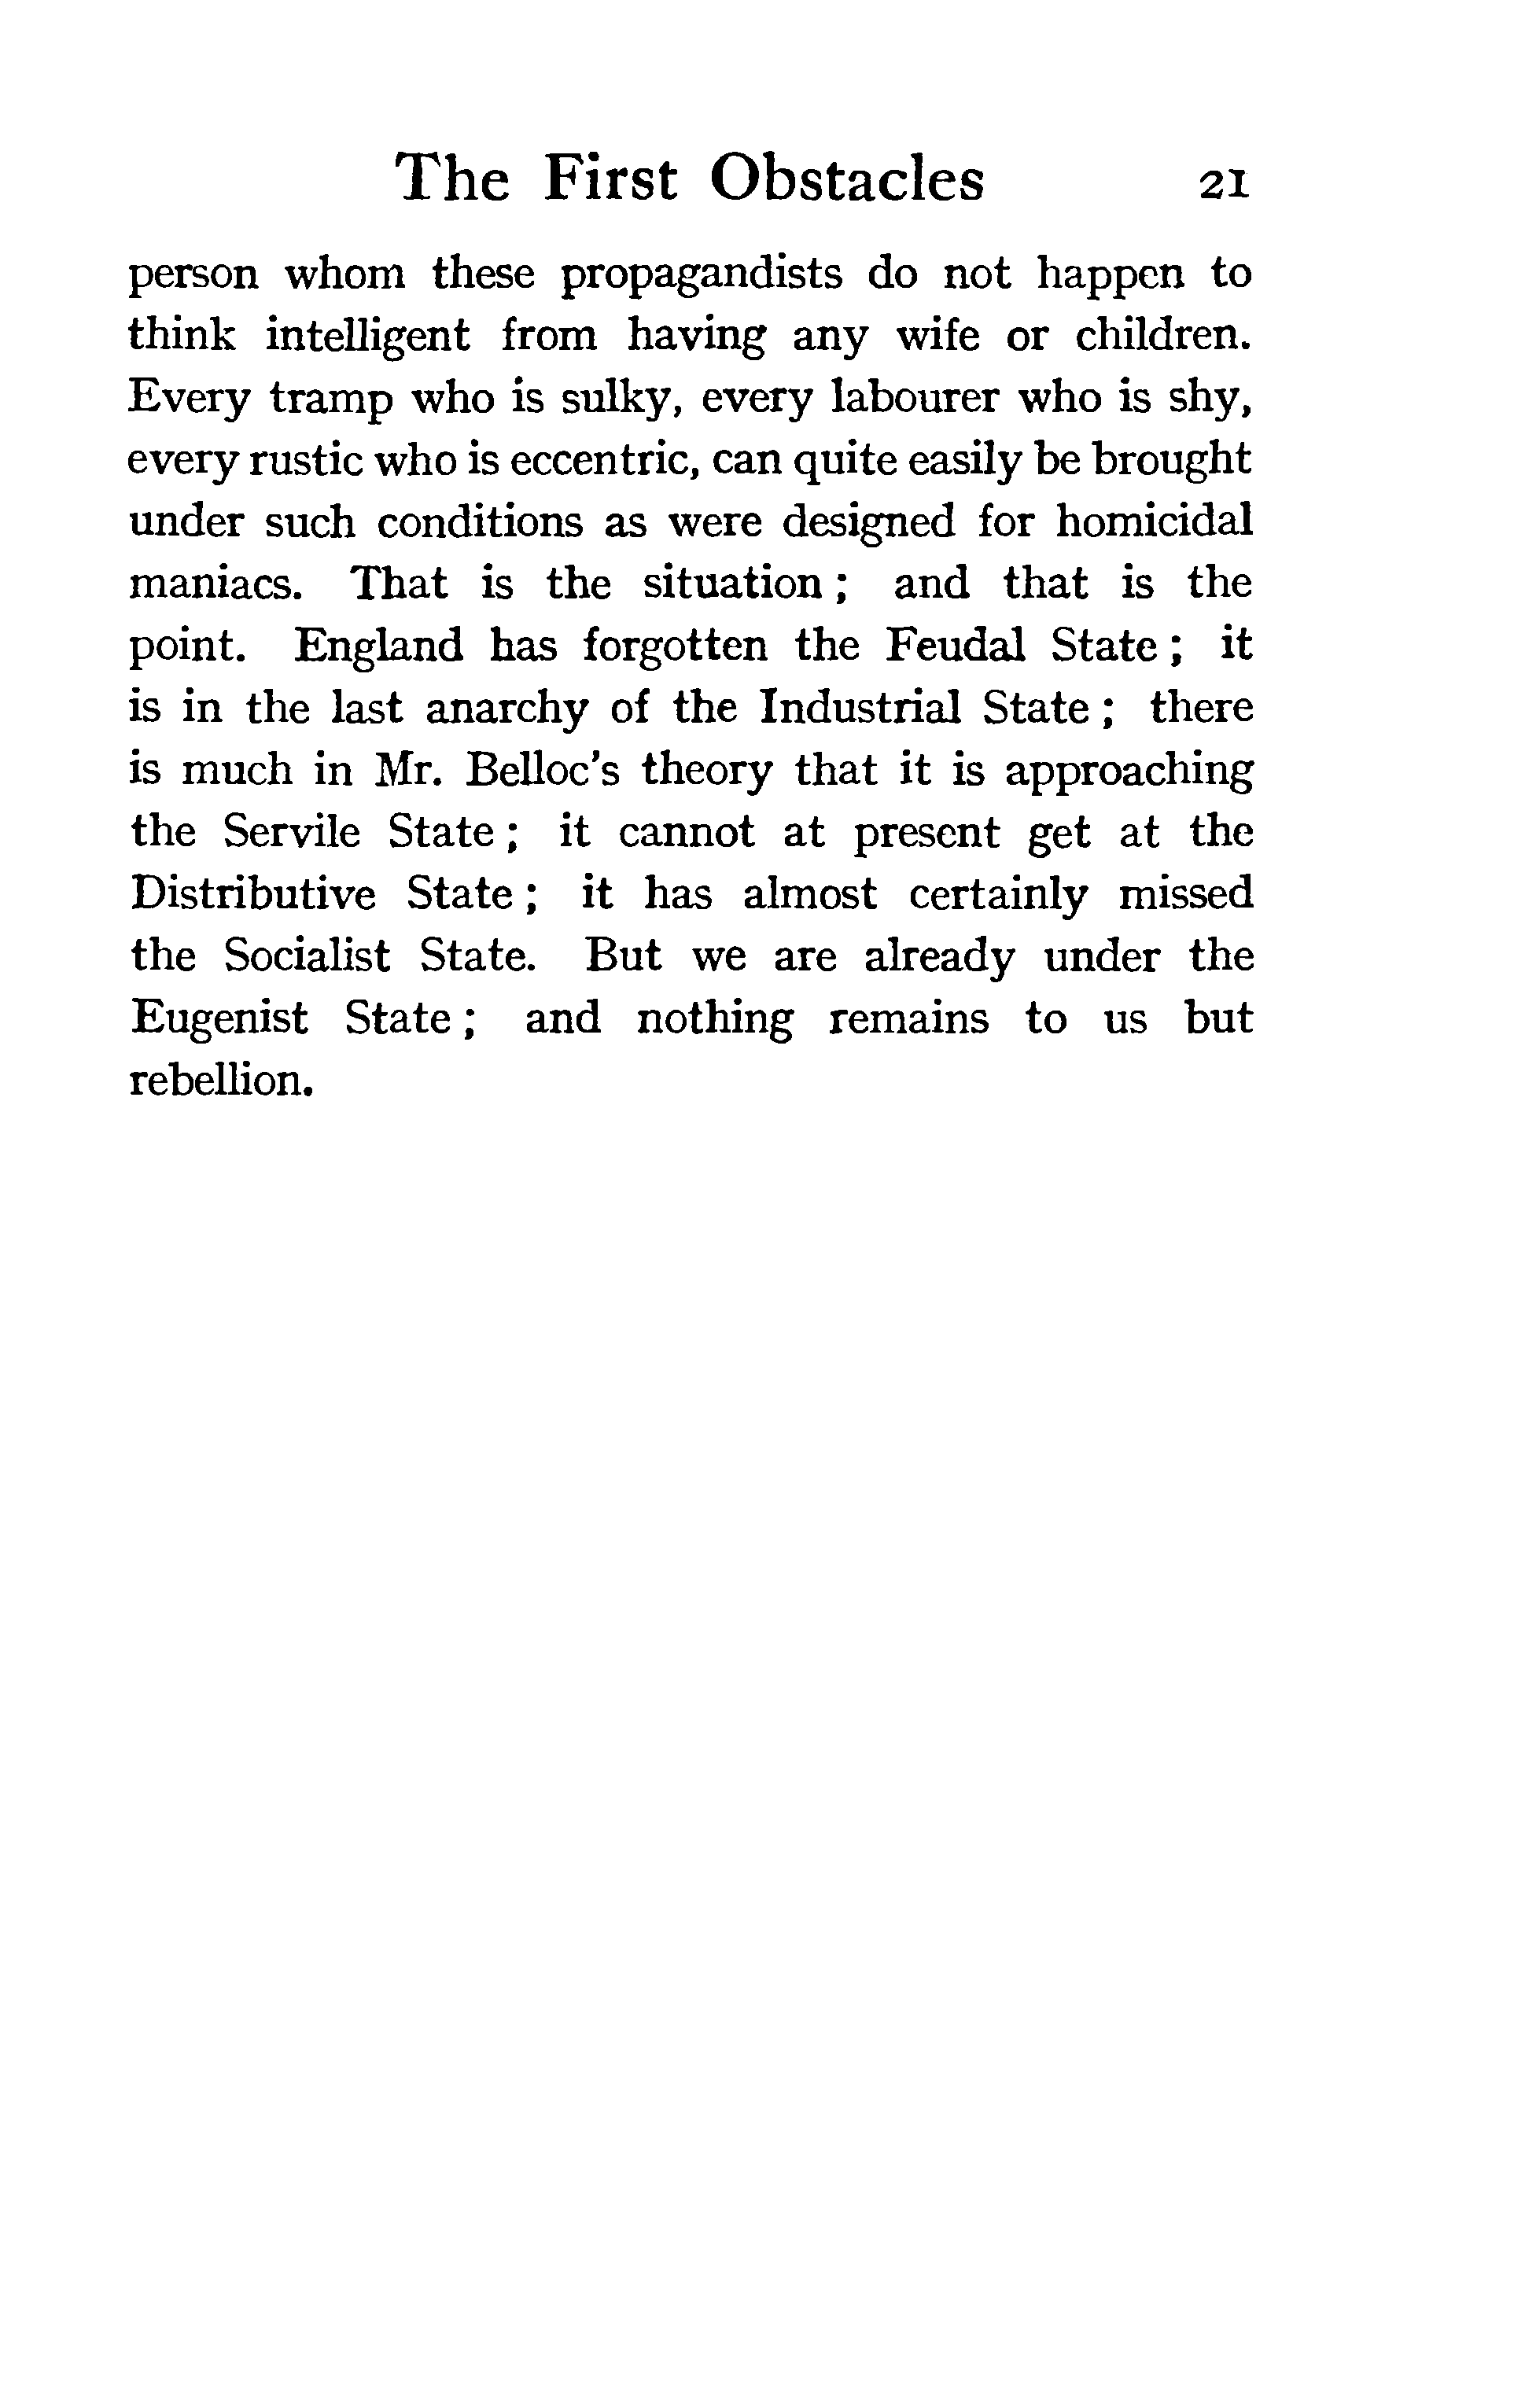 The First Obstacles 21
person whom these propagandists do not happen to
think intelligent from having any wife or children.
Every tramp who is sulky, every labourer who is shy,
every rustic who is eccentric, can quite easily be brought
under such conditions as were designed for homicidal
maniacs. That is the situation ; and that is the
point. England has forgotten the Feudal State ; it
is in the last anarchy of the Industrial State ; there
is much in Mr. Belloc's theory that it is approaching
the Servile State ; it cannot at present get at the
Distributive State ; it has almost certainly missed
the Socialist State. But we are already under the
Eugenist State ; and nothing remains to us but
rebellion.